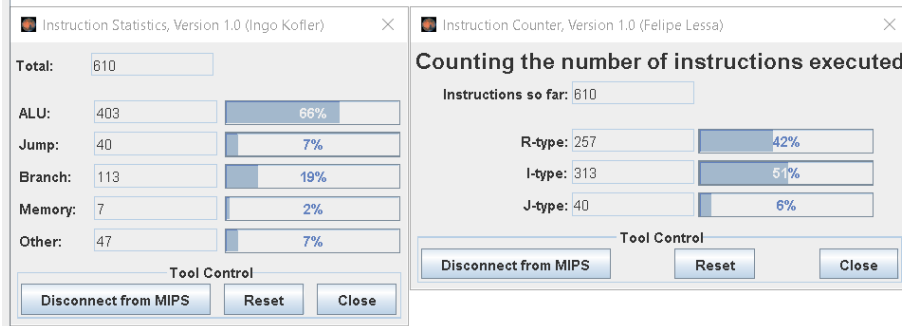 Instruction Statistics, Version 1.0 (Ingo Kofler)
Total: 610
ALU: 403 66%
Jump: 40 7%
Branch: 113 19%
Memory: 7 2%
Other: 47 7%
Tool Control
Disconnect from MIPS Reset Close
Instruction Counter, Version 1.0 (Felipe Lessa)
Counting the number of instructions executed
Instructions so far: 610
R-type: 257 42%
I-type: 313 51%
J-type: 40 6%
Tool Control
Disconnect from MIPS Reset Close